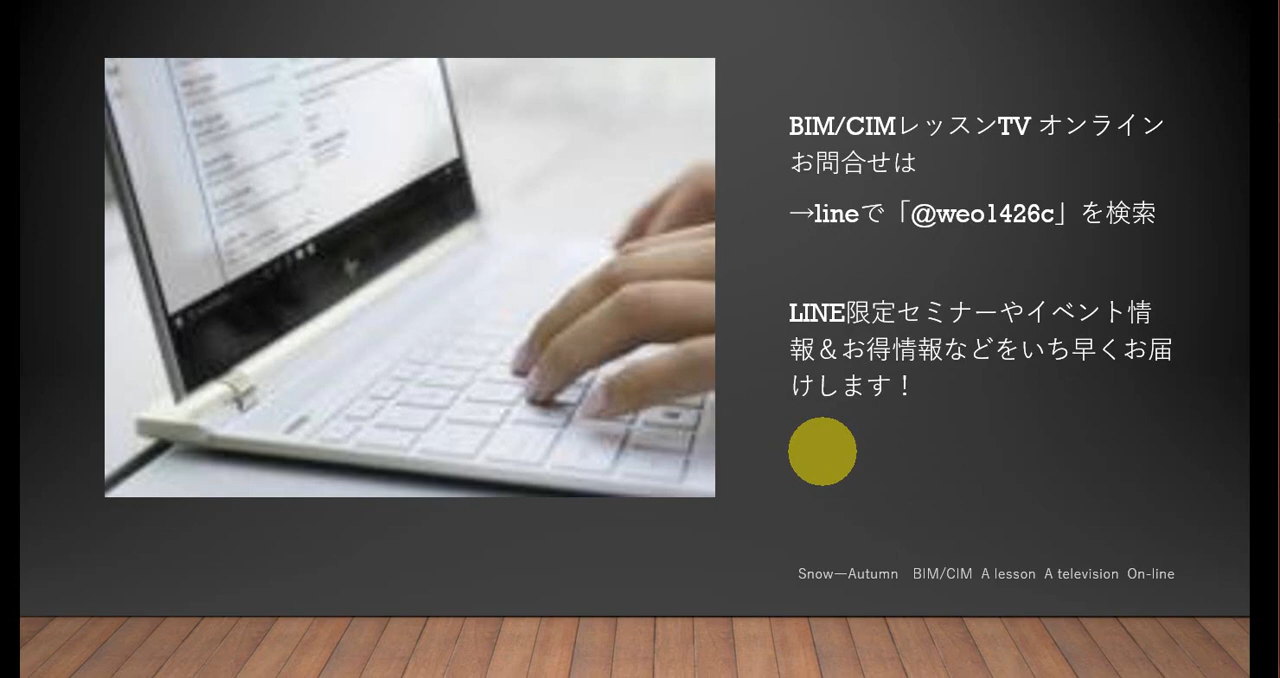 BIM/CIMレッスンTV オンライン
お問合せは
→lineで「@weo1426c」を検索
LINE限定セミナーやイベント情
報＆お得情報などをいち早くお届
けします！
Snow―Autumn　BIM/CIM A lesson A television On-line